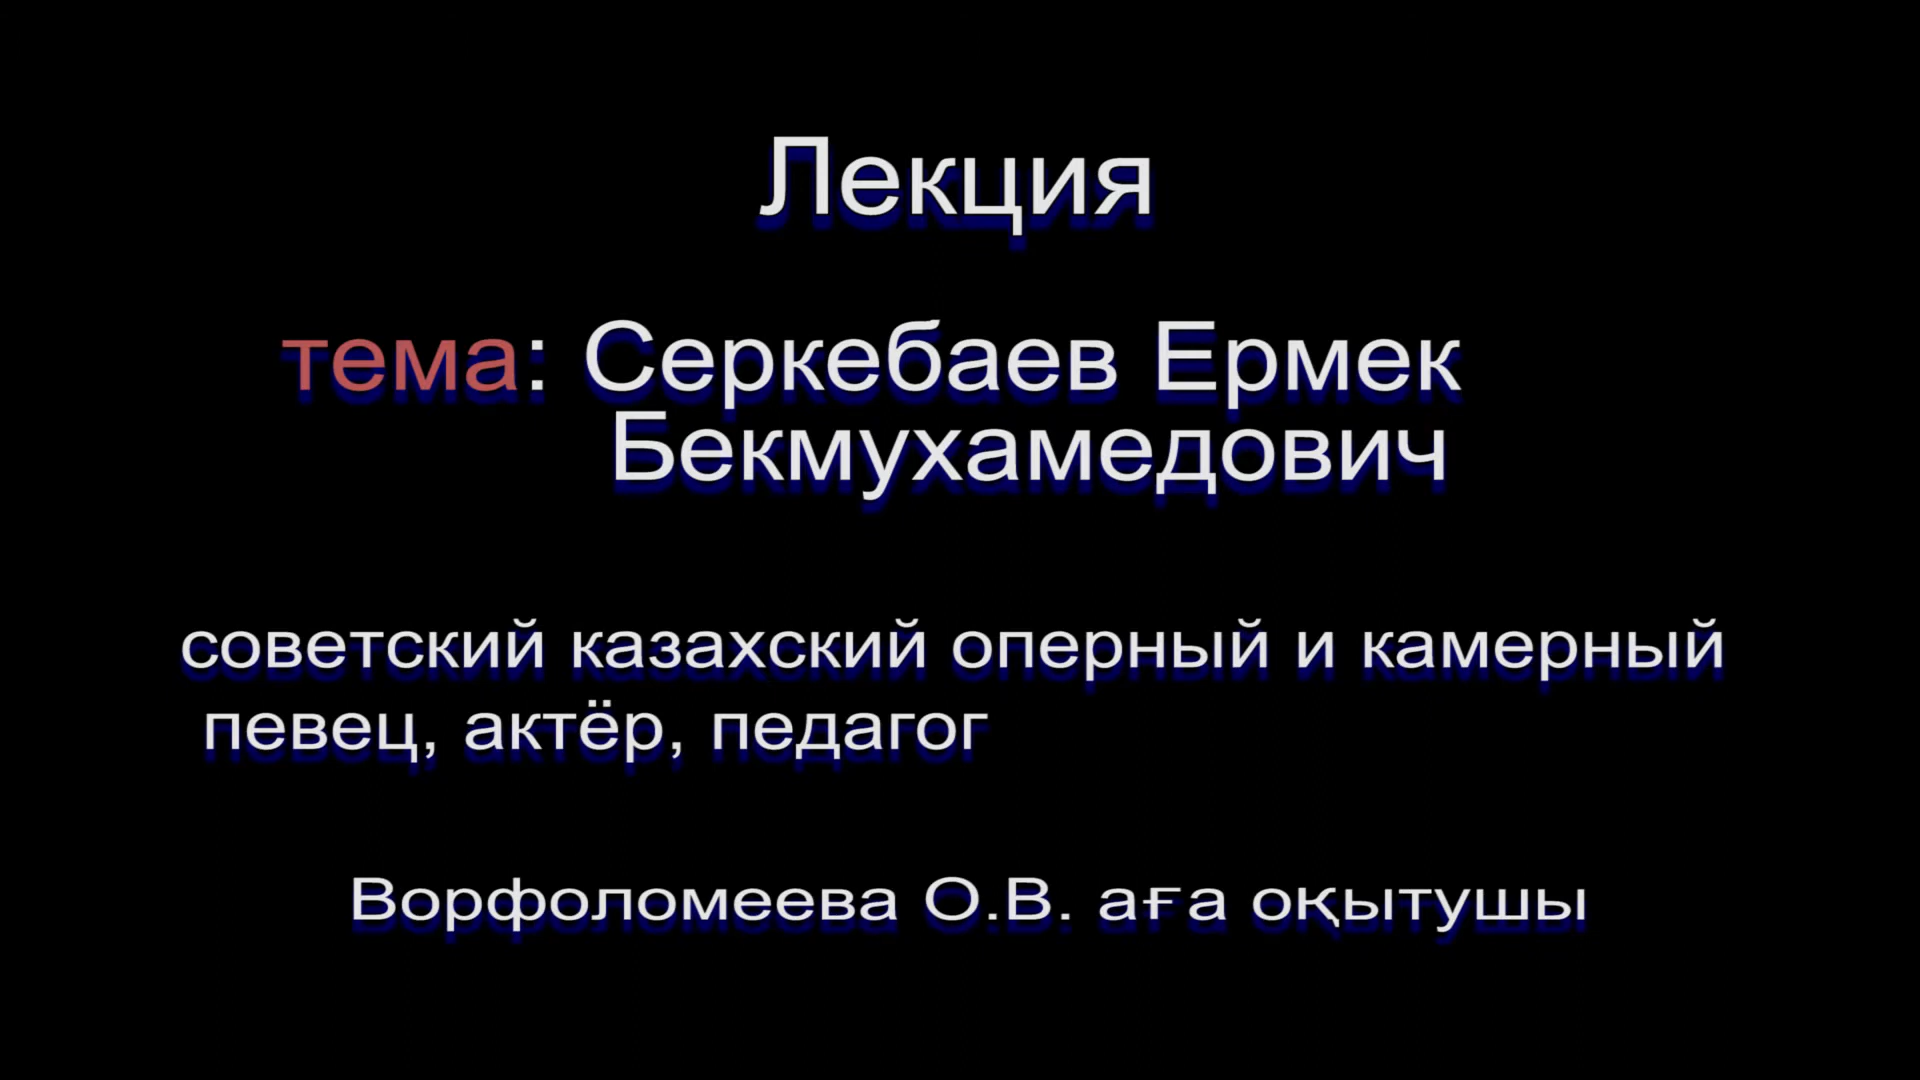 Лекция
тема: Серкебаев Ермек
Бекмухамедович
советский казахский оперный и камерный
певец, актёр, педагог
Ворфоломеева О.В. аға оқытушы